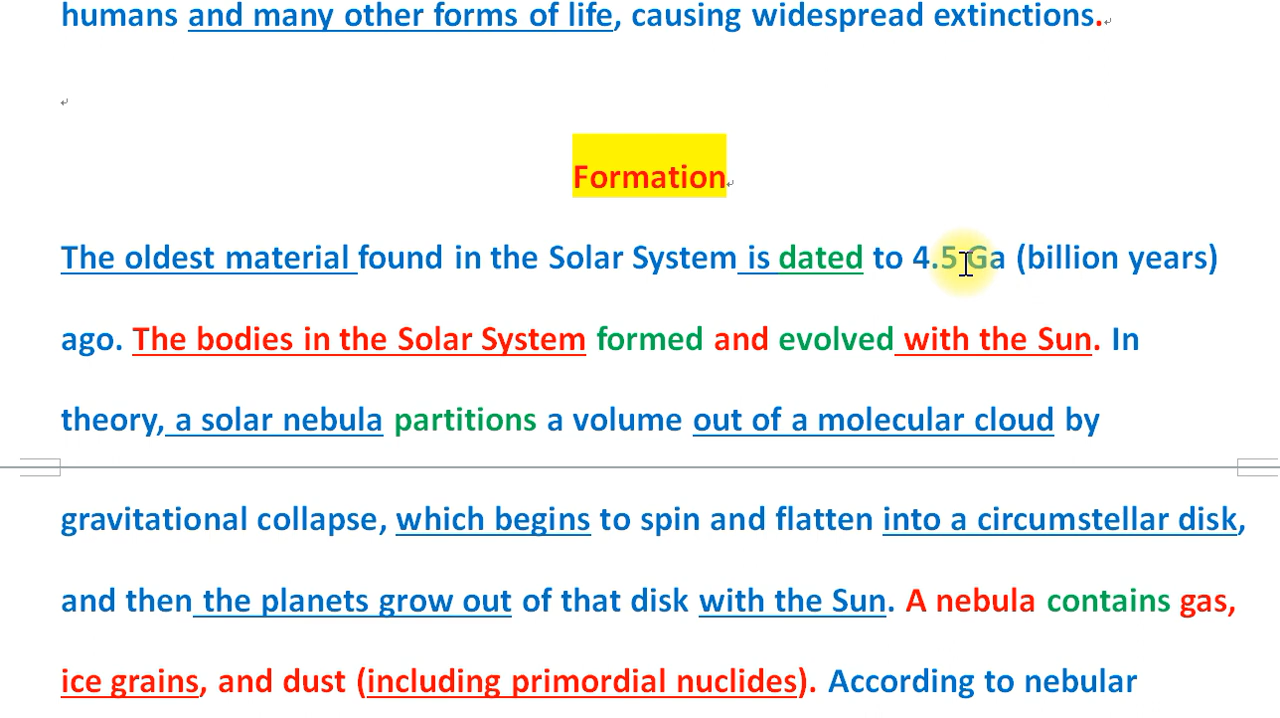 humans and many other forms of life, causing widespread extinctions.
Formation
The oldest material found in the Solar System is dated to 4.5 Ga (billion years)
ago. The bodies in the Solar System formed and evolved with the Sun. In
theory, a solar nebula partitions a volume out of a molecular cloud by
gravitational collapse, which begins to spin and flatten into a circumstellar disk,
and then the planets grow out of that disk with the Sun. A nebula contains gas,
ice grains, and dust (including primordial nuclides). According to nebular